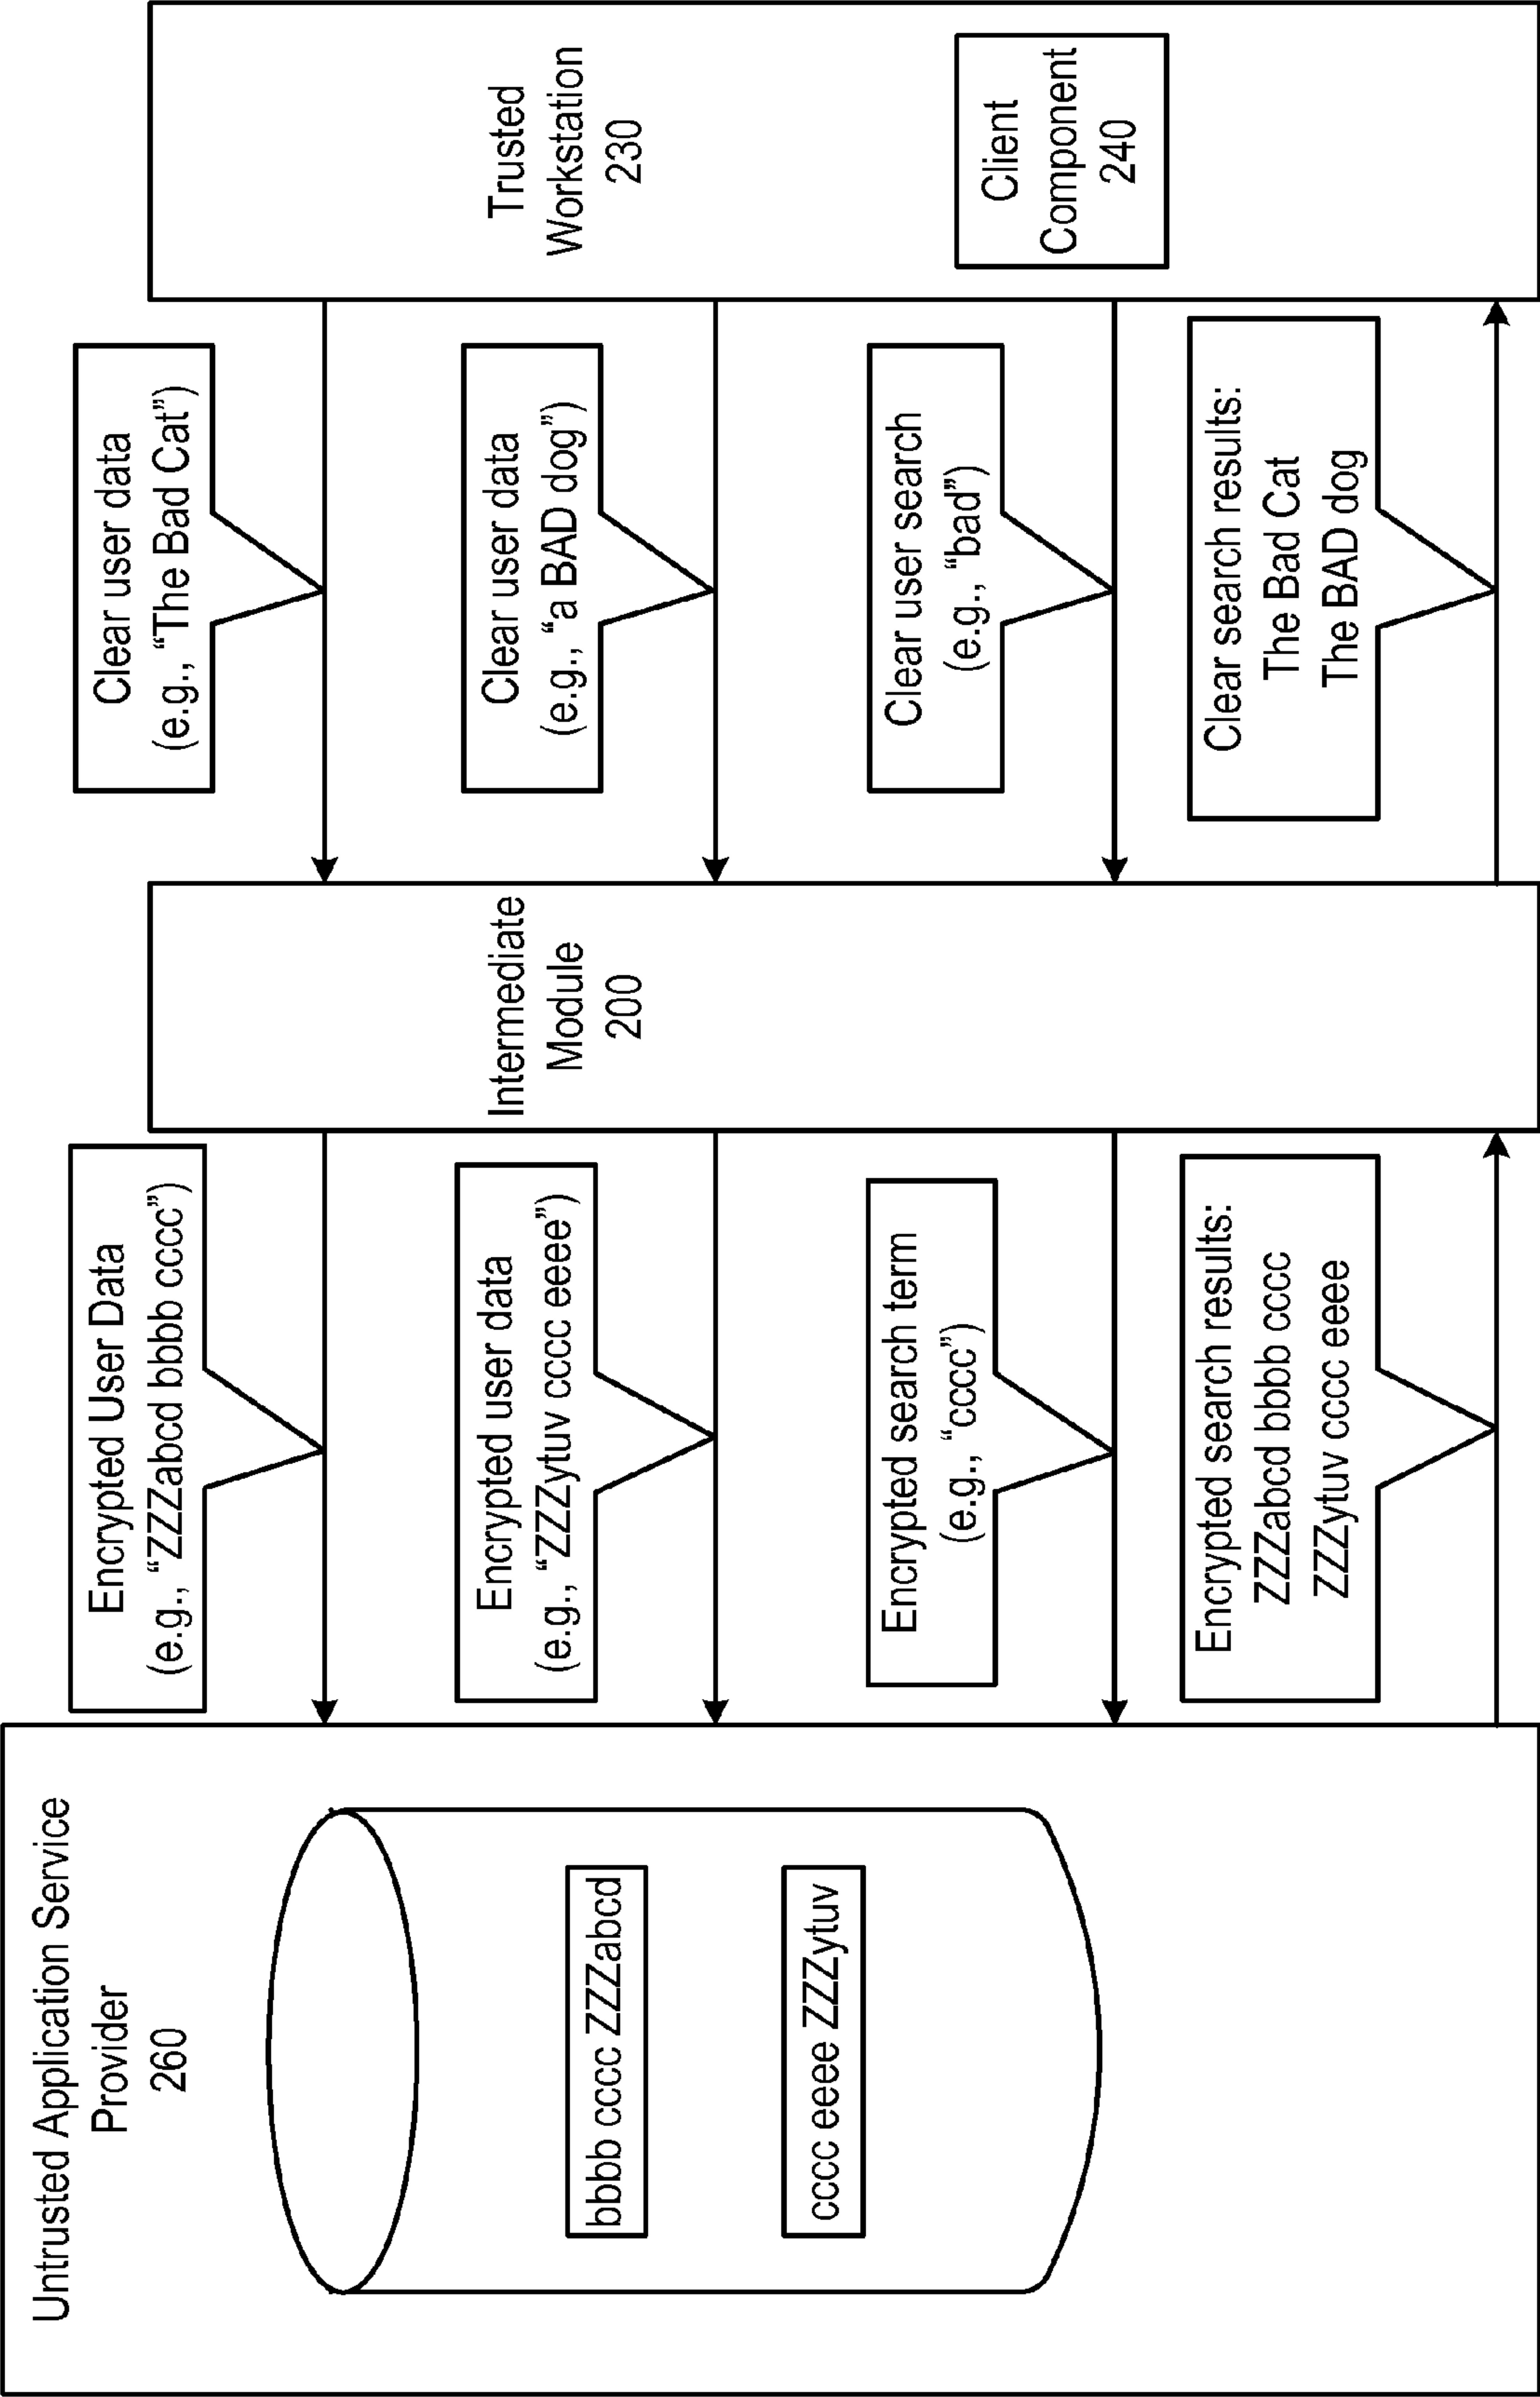 Untrusted Application Service
Provider
260
bbbb cccc ZZZabcd
cccc eeee ZZZytuv
Encrypted User Data
(e.g., “ZZZabcd bbbb cccc”)
Encrypted user data
(e.g., “ZZZytuv cccc eeee”)
Encrypted search term
(e.g., “cccc”)
Encrypted search results:
ZZZabcd bbbb cccc
ZZZytuv cccc eeee
Intermediate
Module
200
Clear user data
(e.g., “The Bad Cat”)
Clear user data
(e.g., “a BAD dog”)
Clear user search
(e.g., “bad”)
Clear search results:
The Bad Cat
The BAD dog
Trusted
Workstation
230
Client
Component
240